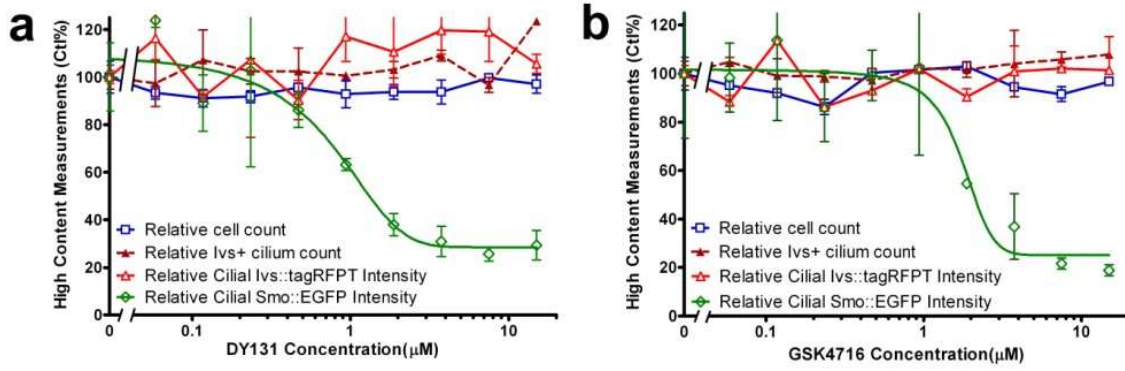 a
High Content Measurements (Ctl%)
120
100
80
60
40
20
0
Relative cell count
Relative Ivs+ cilium count
Relative Cilial Ivs::tagRFPT Intensity
Relative Cilial Smo::EGFP Intensity
0 0.1 1 10
DY131 Concentration(μM)
b
High Content Measurements (Ctl%)
120
100
80
60
40
20
0
Relative cell count
Relative Ivs+ cilium count
Relative Cilial Ivs::tagRFPT Intensity
Relative Cilial Smo::EGFP Intensity
0 0.1 1 10
GSK4716 Concentration(μM)